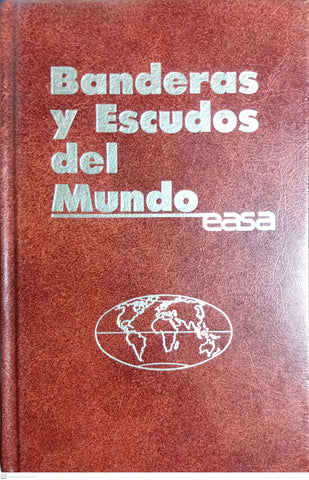 Banderas
y Escudos
del
Mundo
easa